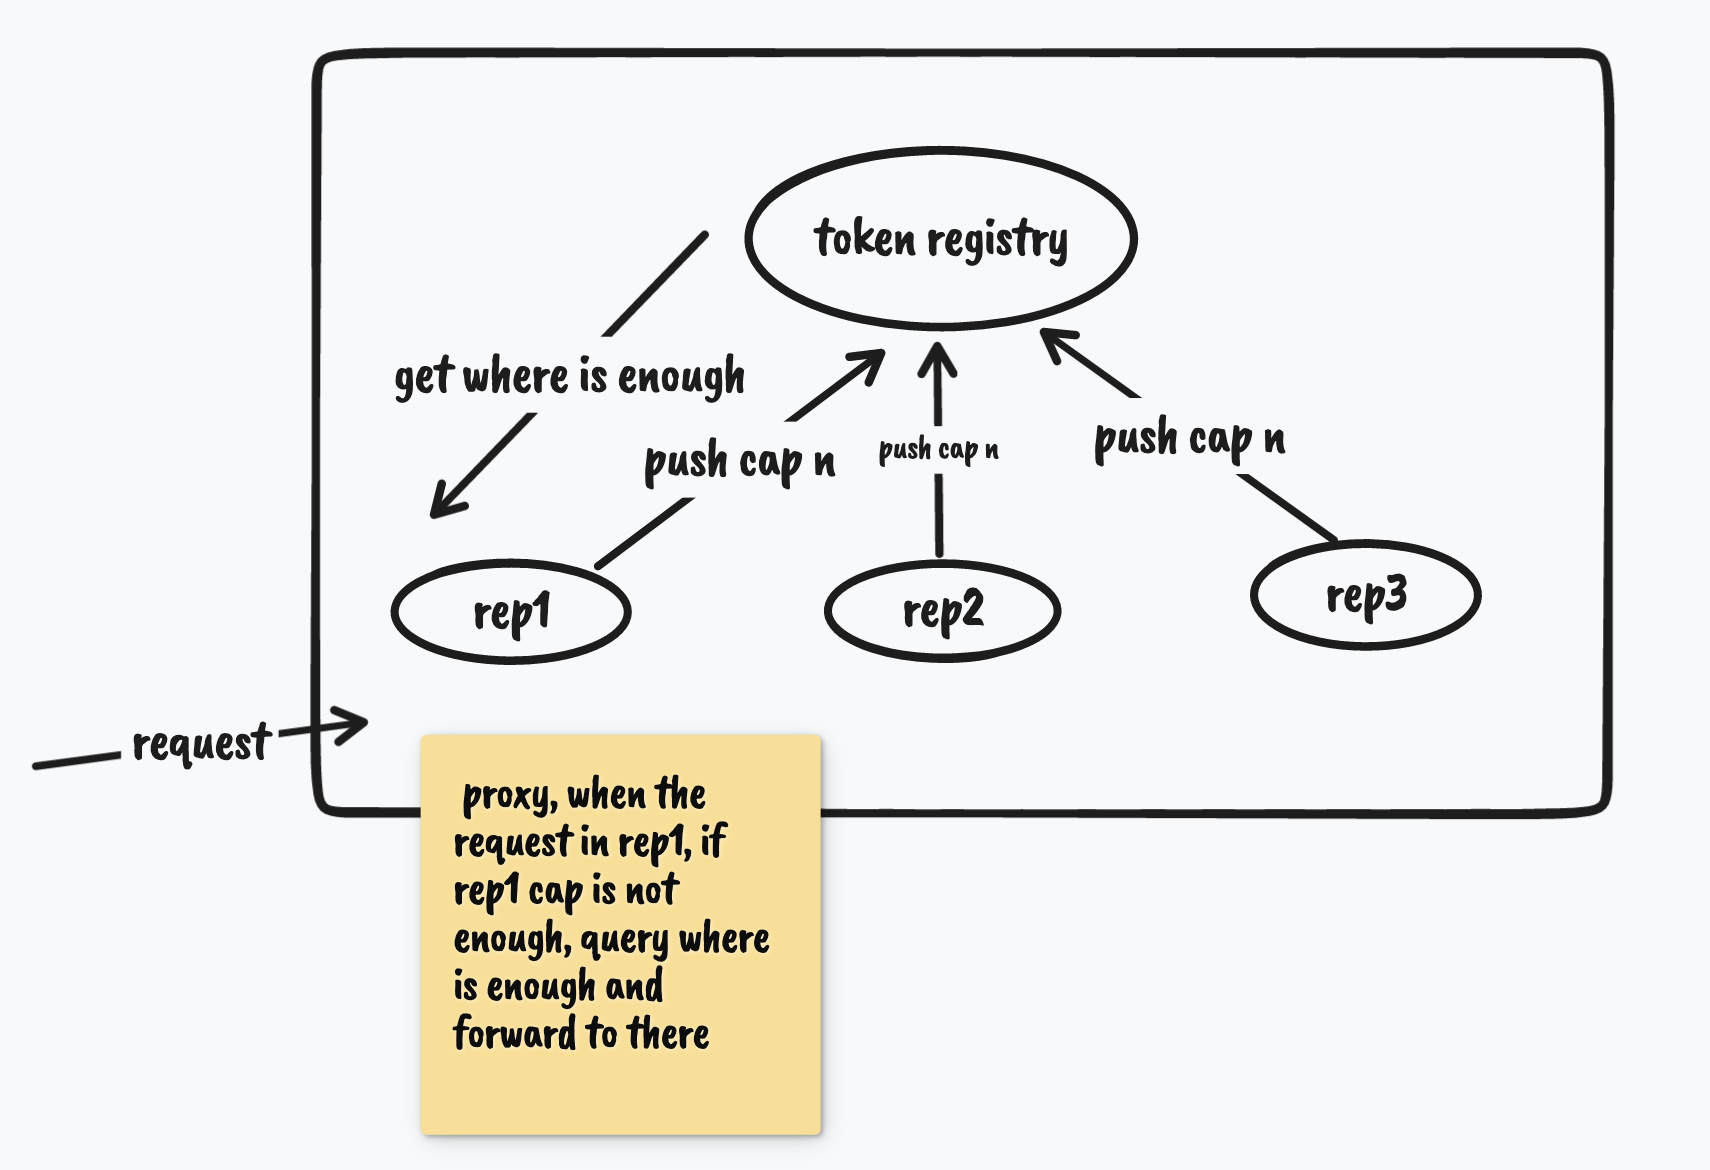 token registry
get where is enough
push cap n
push cap n
push cap n
rep1
rep2
rep3
request
proxy, when the
request in rep1, if
rep1 cap is not
enough, query where
is enough and
forward to there